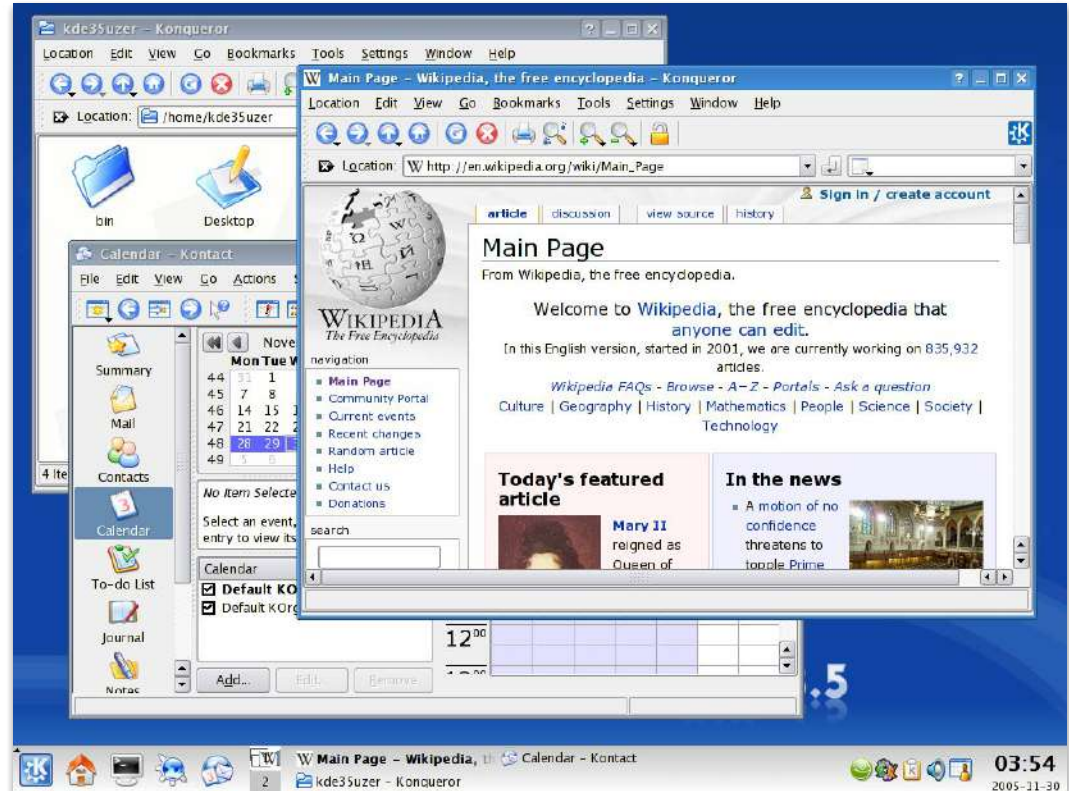 kde35uzer – Konqueror
Location Edit View Go Bookmarks Tools Settings Window Help
Location: /home/kde35uzer
bin
Desktop
4 Ite
Calendar – Kontact
File Edit View Go Actions
Summary
Mail
Contacts
Calendar
To-do List
Journal
Notes
Nove
Mon Tue W
44 31 1
45 7 8
46 14 15 1
47 21 22 2
48 28 29 3
49 5 6
No Item Selecte
Select an event,
entry to view its
Calendar
Default KO
Default KOrg
Add... Edit... Remove
12 00
Main Page – Wikipedia, the free encyclopedia – Konqueror
Location Edit View Go Bookmarks Tools Settings Window Help
Location: http://en.wikipedia.org/wiki/Main_Page
Sign in / create account
article discussion view source history
WIKIPEDIA
The Free Encyclopedia
navigation
Main Page
Community Portal
Current events
Recent changes
Random article
Help
Contact us
Donations
search
Main Page
From Wikipedia, the free encyclopedia.
Welcome to Wikipedia, the free encyclopedia that
anyone can edit.
In this English version, started in 2001, we are currently working on 835,932
articles.
Wikipedia FAQs - Browse - A–Z - Portals - Ask a question
Culture | Geography | History | Mathematics | People | Science | Society |
Technology
Today's featured
article
Mary II
reigned as
Queen of
In the news
A motion of no
confidence
threatens to
topple Prime
.5
2
Main Page – Wikipedia, th
Calendar – Kontact
kde35uzer – Konqueror
03:54
2005-11-30